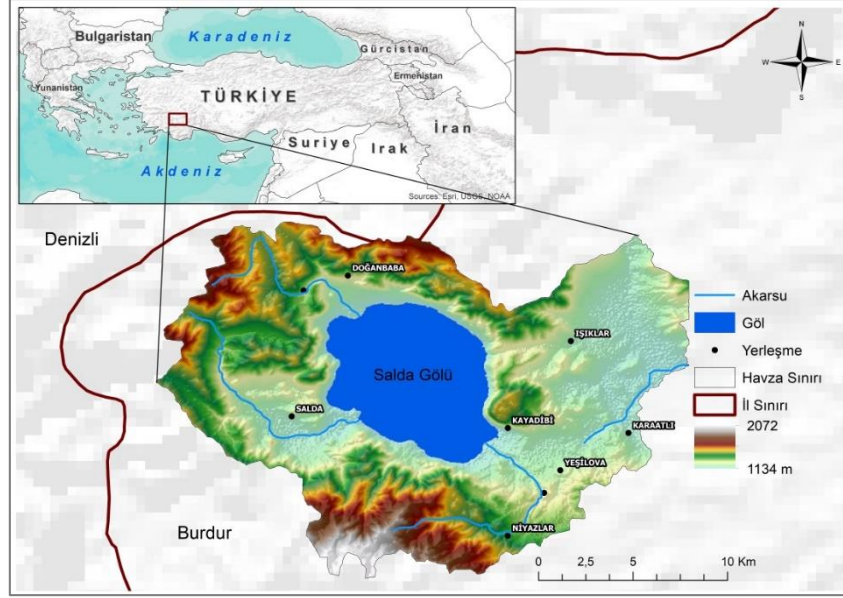 Bulgaristan
Karadeniz
Gürcistan
Ermenistan
Yunanistan
TÜRKİYE
İran
Suriye
Irak
Akdeniz
Sources: Esri, USGS, NOAA
N
W
E
S
Denizli
DOĞANBABA
IŞIKLAR
Salda Gölü
SALDA
KAYADİBİ
KARAATLI
YEŞİLOVA
NİYAZLAR
Burdur
Akarsu
Göl
Yerleşme
Havza Sınırı
İl Sınırı
2072
1134 m
0 2,5 5 10 Km